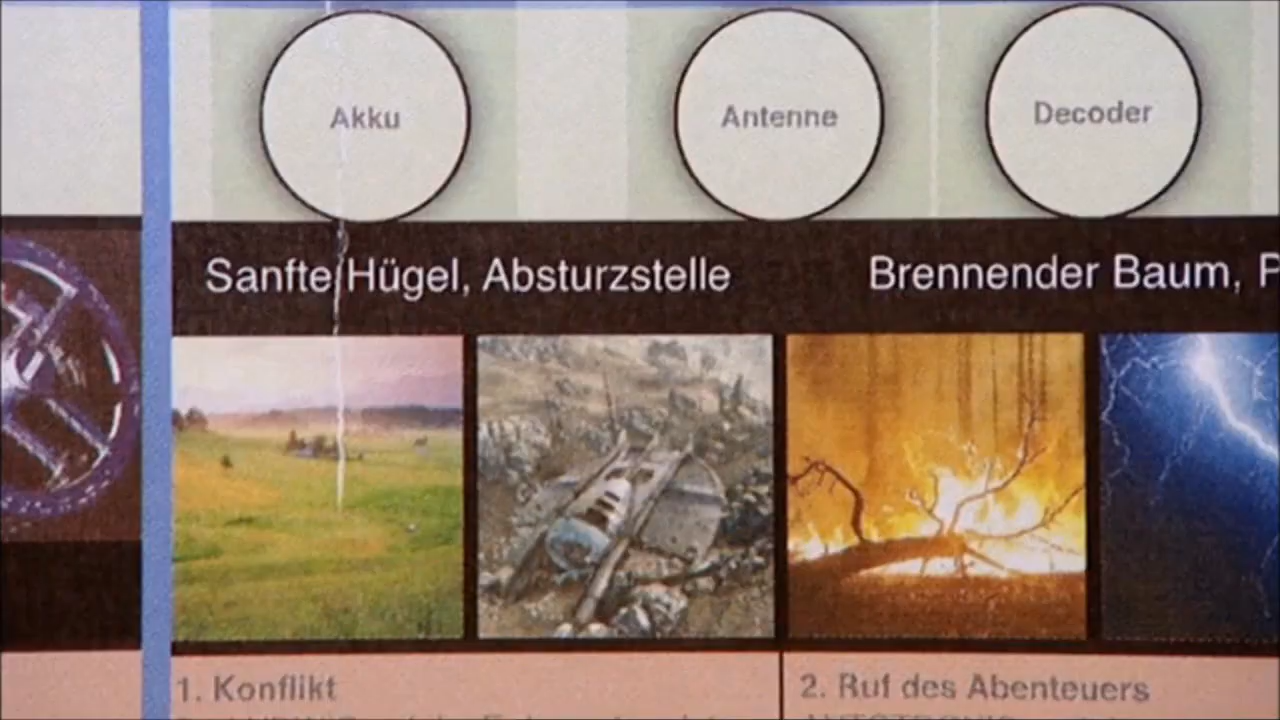 Akku
Antenne
Decoder
Sanfte Hügel, Absturzstelle
Brennender Baum,
1. Konflikt
2. Ruf des Abenteuers